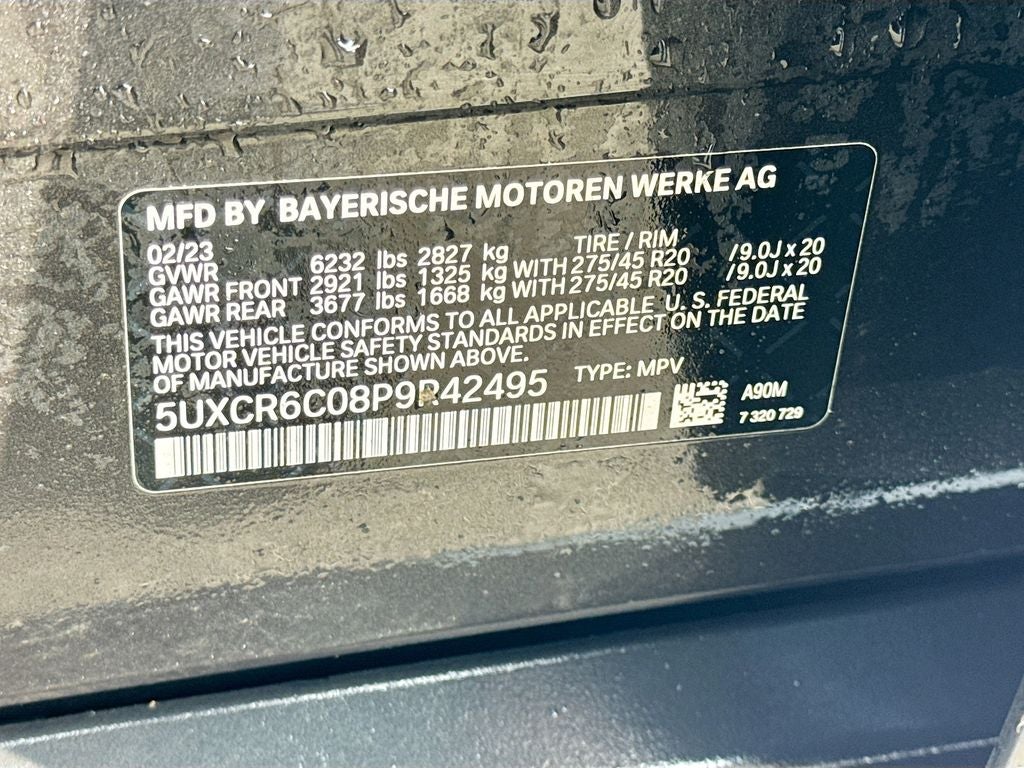 MFD BY BAYERISCHE MOTOREN WERKE AG
02/23
GVWR 6232 lbs 2827 kg TIRE / RIM
GAWR FRONT 2921 lbs 1325 kg WITH 275/45 R20 /9.0J x 20
GAWR REAR 3677 lbs 1668 kg WITH 275/45 R20 /9.0J x 20
THIS VEHICLE CONFORMS TO ALL APPLICABLE U. S. FEDERAL
MOTOR VEHICLE SAFETY STANDARDS IN EFFECT ON THE DATE
OF MANUFACTURE SHOWN ABOVE.
5UXCR6C08P9R42495 TYPE: MPV
A90M
7 320 729